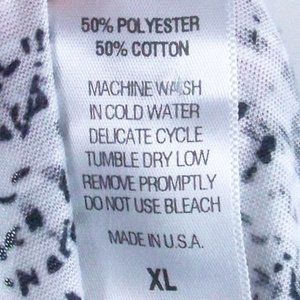 50% POLYESTER
50% COTTON
MACHINE WASH
IN COLD WATER
DELICATE CYCLE
TUMBLE DRY LOW
REMOVE PROMPTLY
DO NOT USE BLEACH
MADE IN U.S.A.
XL